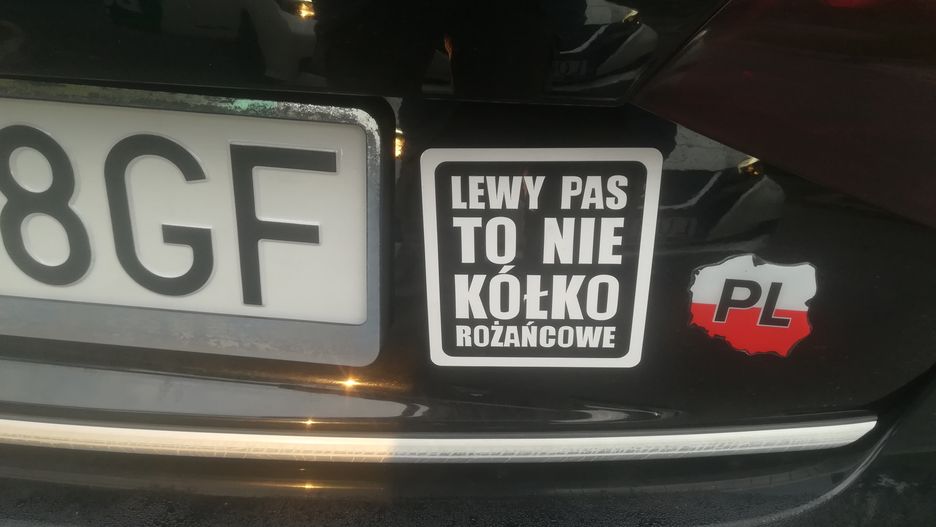 8GF
LEWY PAS
TO NIE
KÓŁKO
ROŻAŃCOWE
PL